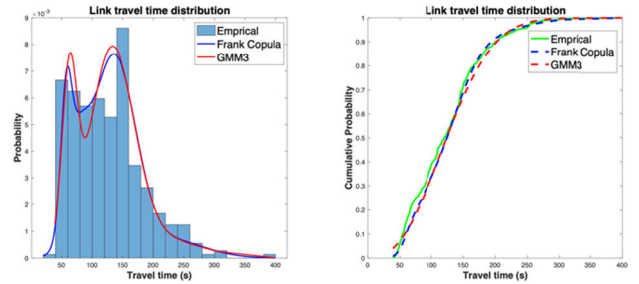 Link travel time distribution
×10⁻³
9
8
7
6
5
4
3
2
1
0
Probability
Emprical
Frank Copula
GMM3
50 100 150 200 250 300 350 400
Travel time (s)
Link travel time distribution
1
0.9
0.8
0.7
0.6
0.5
0.4
0.3
0.2
0.1
0
Cumulative Probability
Emprical
Frank Copula
GMM3
0 50 100 150 200 250 300 350 400
Travel time (s)